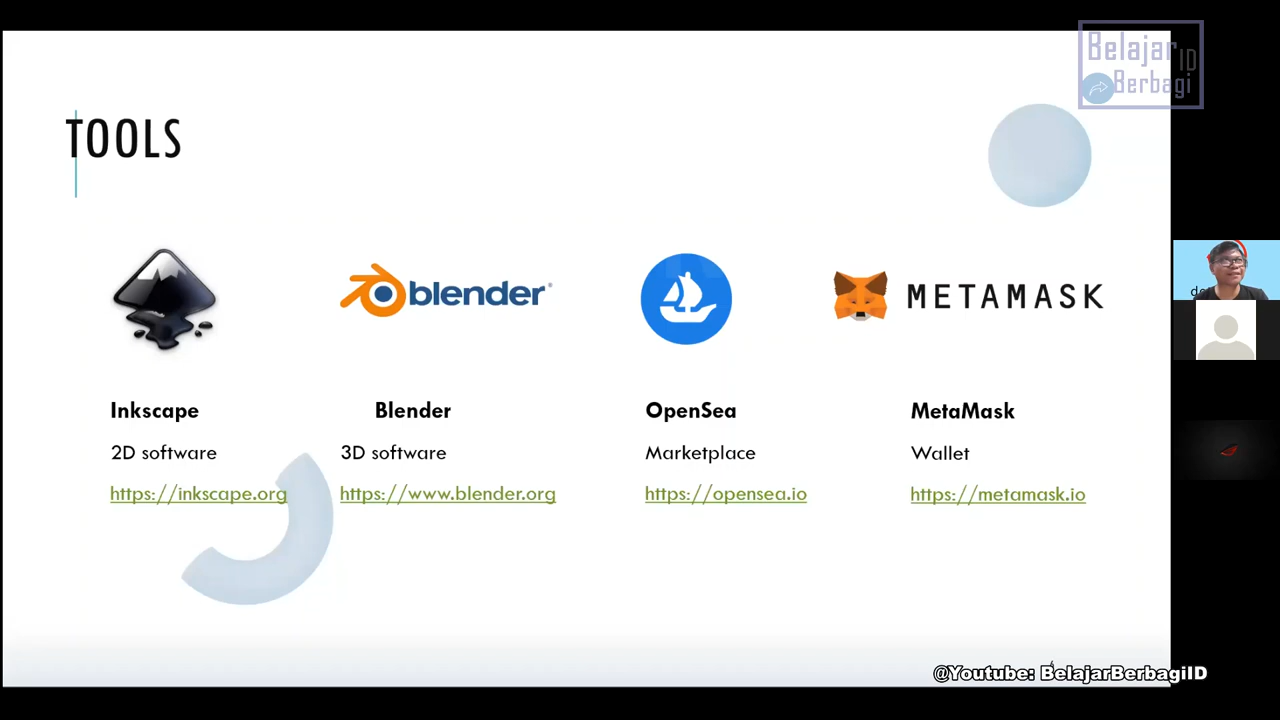 Belajar
ID
Berbagi
TOOLS
blender
METAMASK
Inkscape
Blender
OpenSea
MetaMask
2D software
3D software
Marketplace
Wallet
https://inkscape.org
https://www.blender.org
https://opensea.io
https://metamask.io
@Youtube: BelajarBerbagiID